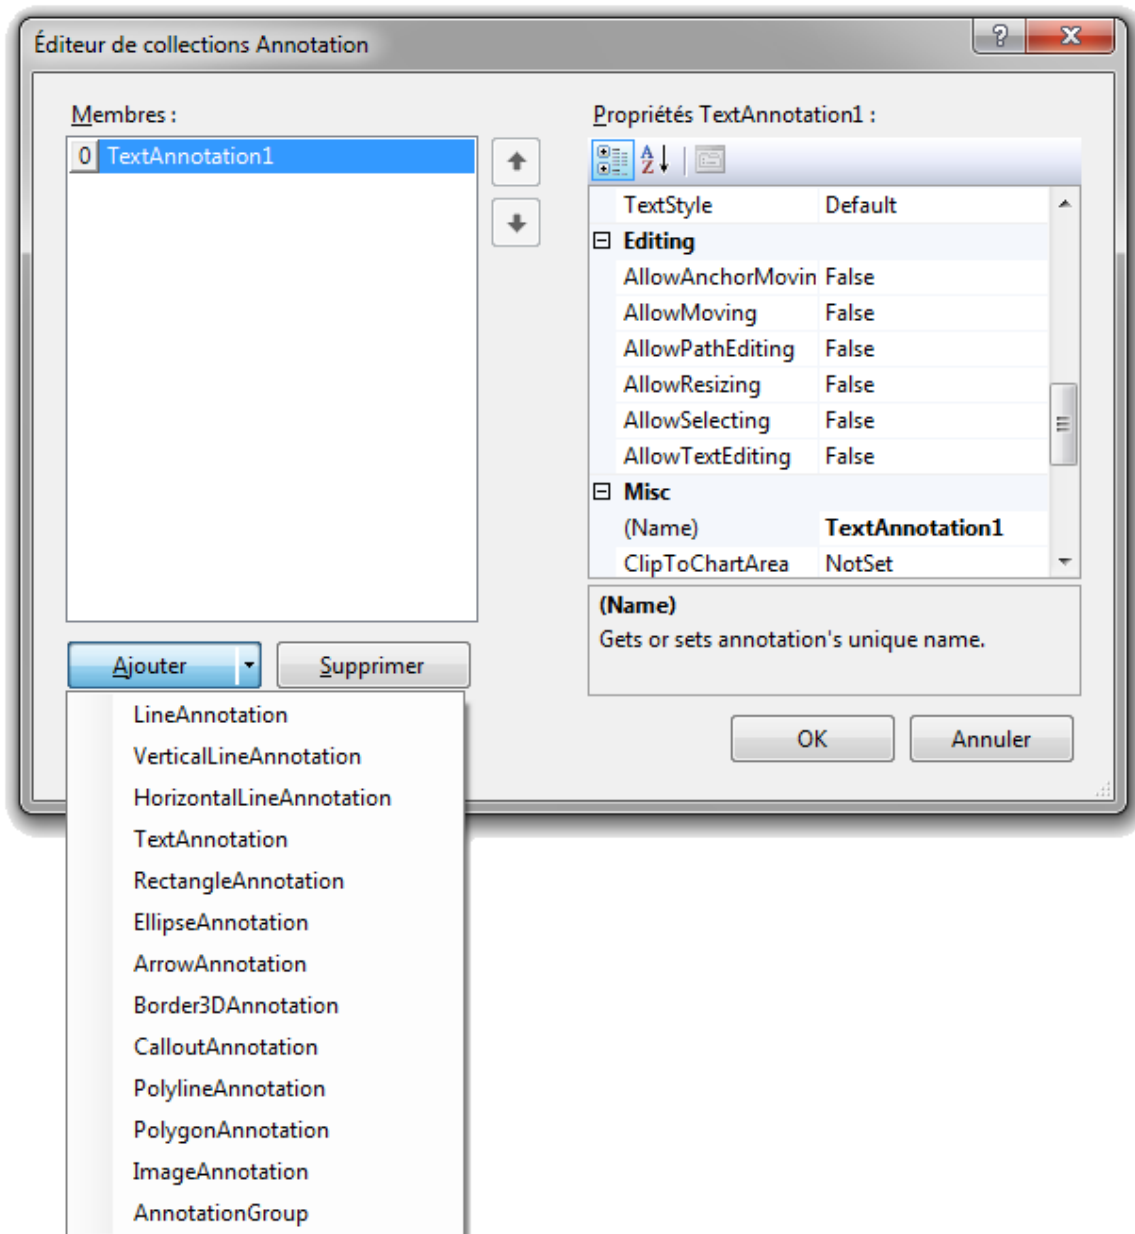 Éditeur de collections Annotation
?
Membres :
0 TextAnnotation1
Propriétés TextAnnotation1 :
TextStyle Default
Editing
AllowAnchorMovin False
AllowMoving False
AllowPathEditing False
AllowResizing False
AllowSelecting False
AllowTextEditing False
Misc
(Name) TextAnnotation1
ClipToChartArea NotSet
(Name)
Gets or sets annotation's unique name.
Ajouter Supprimer
OK Annuler
LineAnnotation
VerticalLineAnnotation
HorizontalLineAnnotation
TextAnnotation
RectangleAnnotation
EllipseAnnotation
ArrowAnnotation
Border3DAnnotation
CalloutAnnotation
PolylineAnnotation
PolygonAnnotation
ImageAnnotation
AnnotationGroup